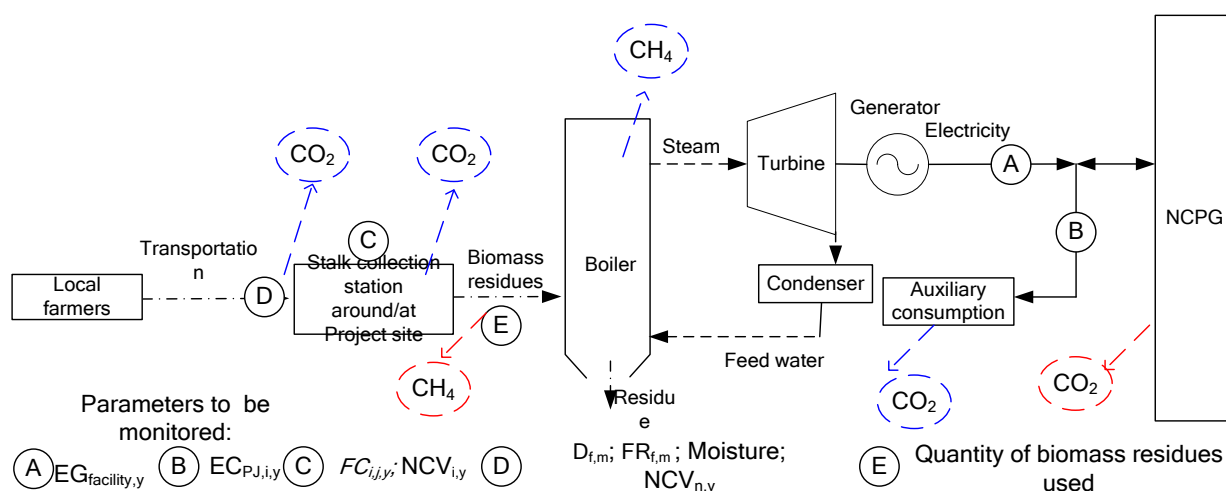 CH4
Generator
CO2
CO2
Electricity
Steam
Turbine
A
NCPG
Transportatio
n
C
B
Stalk collection
station
around/at
Project site
Biomass
residues
Boiler
Local
farmers
D
Condenser
Auxiliary
consumption
E
Feed water
CH4
CO2
CO2
Residu
e
Parameters to be
monitored:
A EGfacility,y
B ECPJ,i,y
C FCi,j,y; NCVi,y
D Df,m; FRf,m; Moisture;
NCVn,y
E Quantity of biomass residues
used